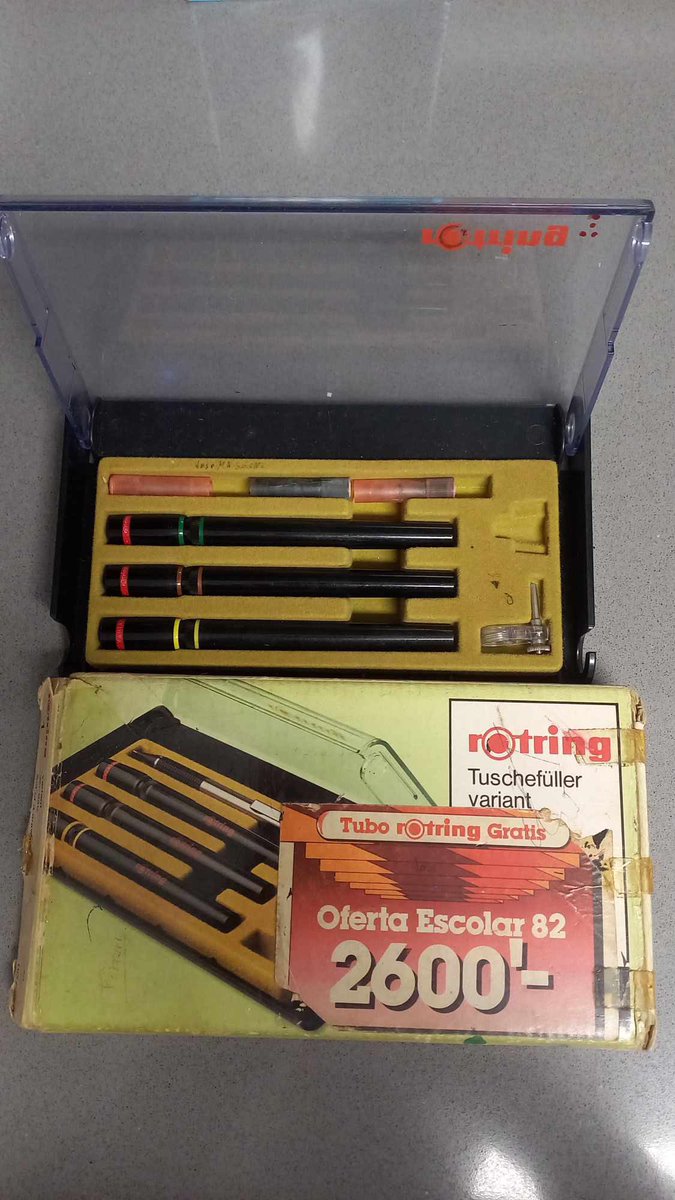 rotring
rotring
Tuschefüller
variant
Tubo rotring Gratis
Oferta Escolar 82
2600'-